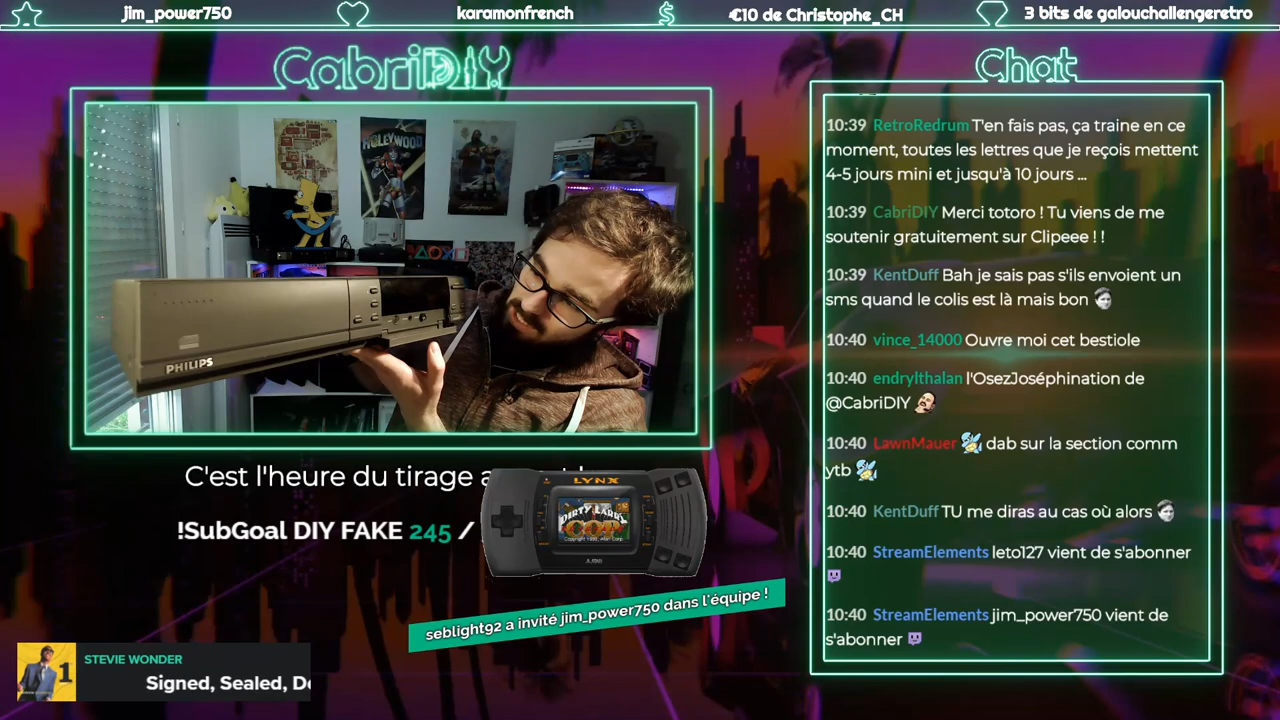 jim_power750
karamonfrench
€10 de Christophe_CH
3 bits de galouchallengeretro
CabriDIY
Chat
HOLLYWOOD
PHILIPS
10:39 RetroRedrum T'en fais pas, ça traine en ce
moment, toutes les lettres que je reçois mettent
4-5 jours mini et jusqu'à 10 jours ...
10:39 CabriDIY Merci totoro ! Tu viens de me
soutenir gratuitement sur Clipeee ! !
10:39 KentDuff Bah je sais pas s'ils envoient un
sms quand le colis est là mais bon
10:40 vince_14000 Ouvre moi cet bestiole
10:40 endrylthalan l'OsezJoséphination de
@CabriDIY
10:40 LawnMauer dab sur la section comm
ytb
10:40 KentDuff TU me diras au cas où alors
10:40 StreamElements leto127 vient de s'abonner
10:40 StreamElements jim_power750 vient de
s'abonner
C'est l'heure du tirage
!SubGoal DIY FAKE 245 /
LYNX
DIRTY LARRY
COP
ATARI
seblight92 a invité jim_power750 dans l'équipe !
STEVIE WONDER
Signed, Sealed,
1